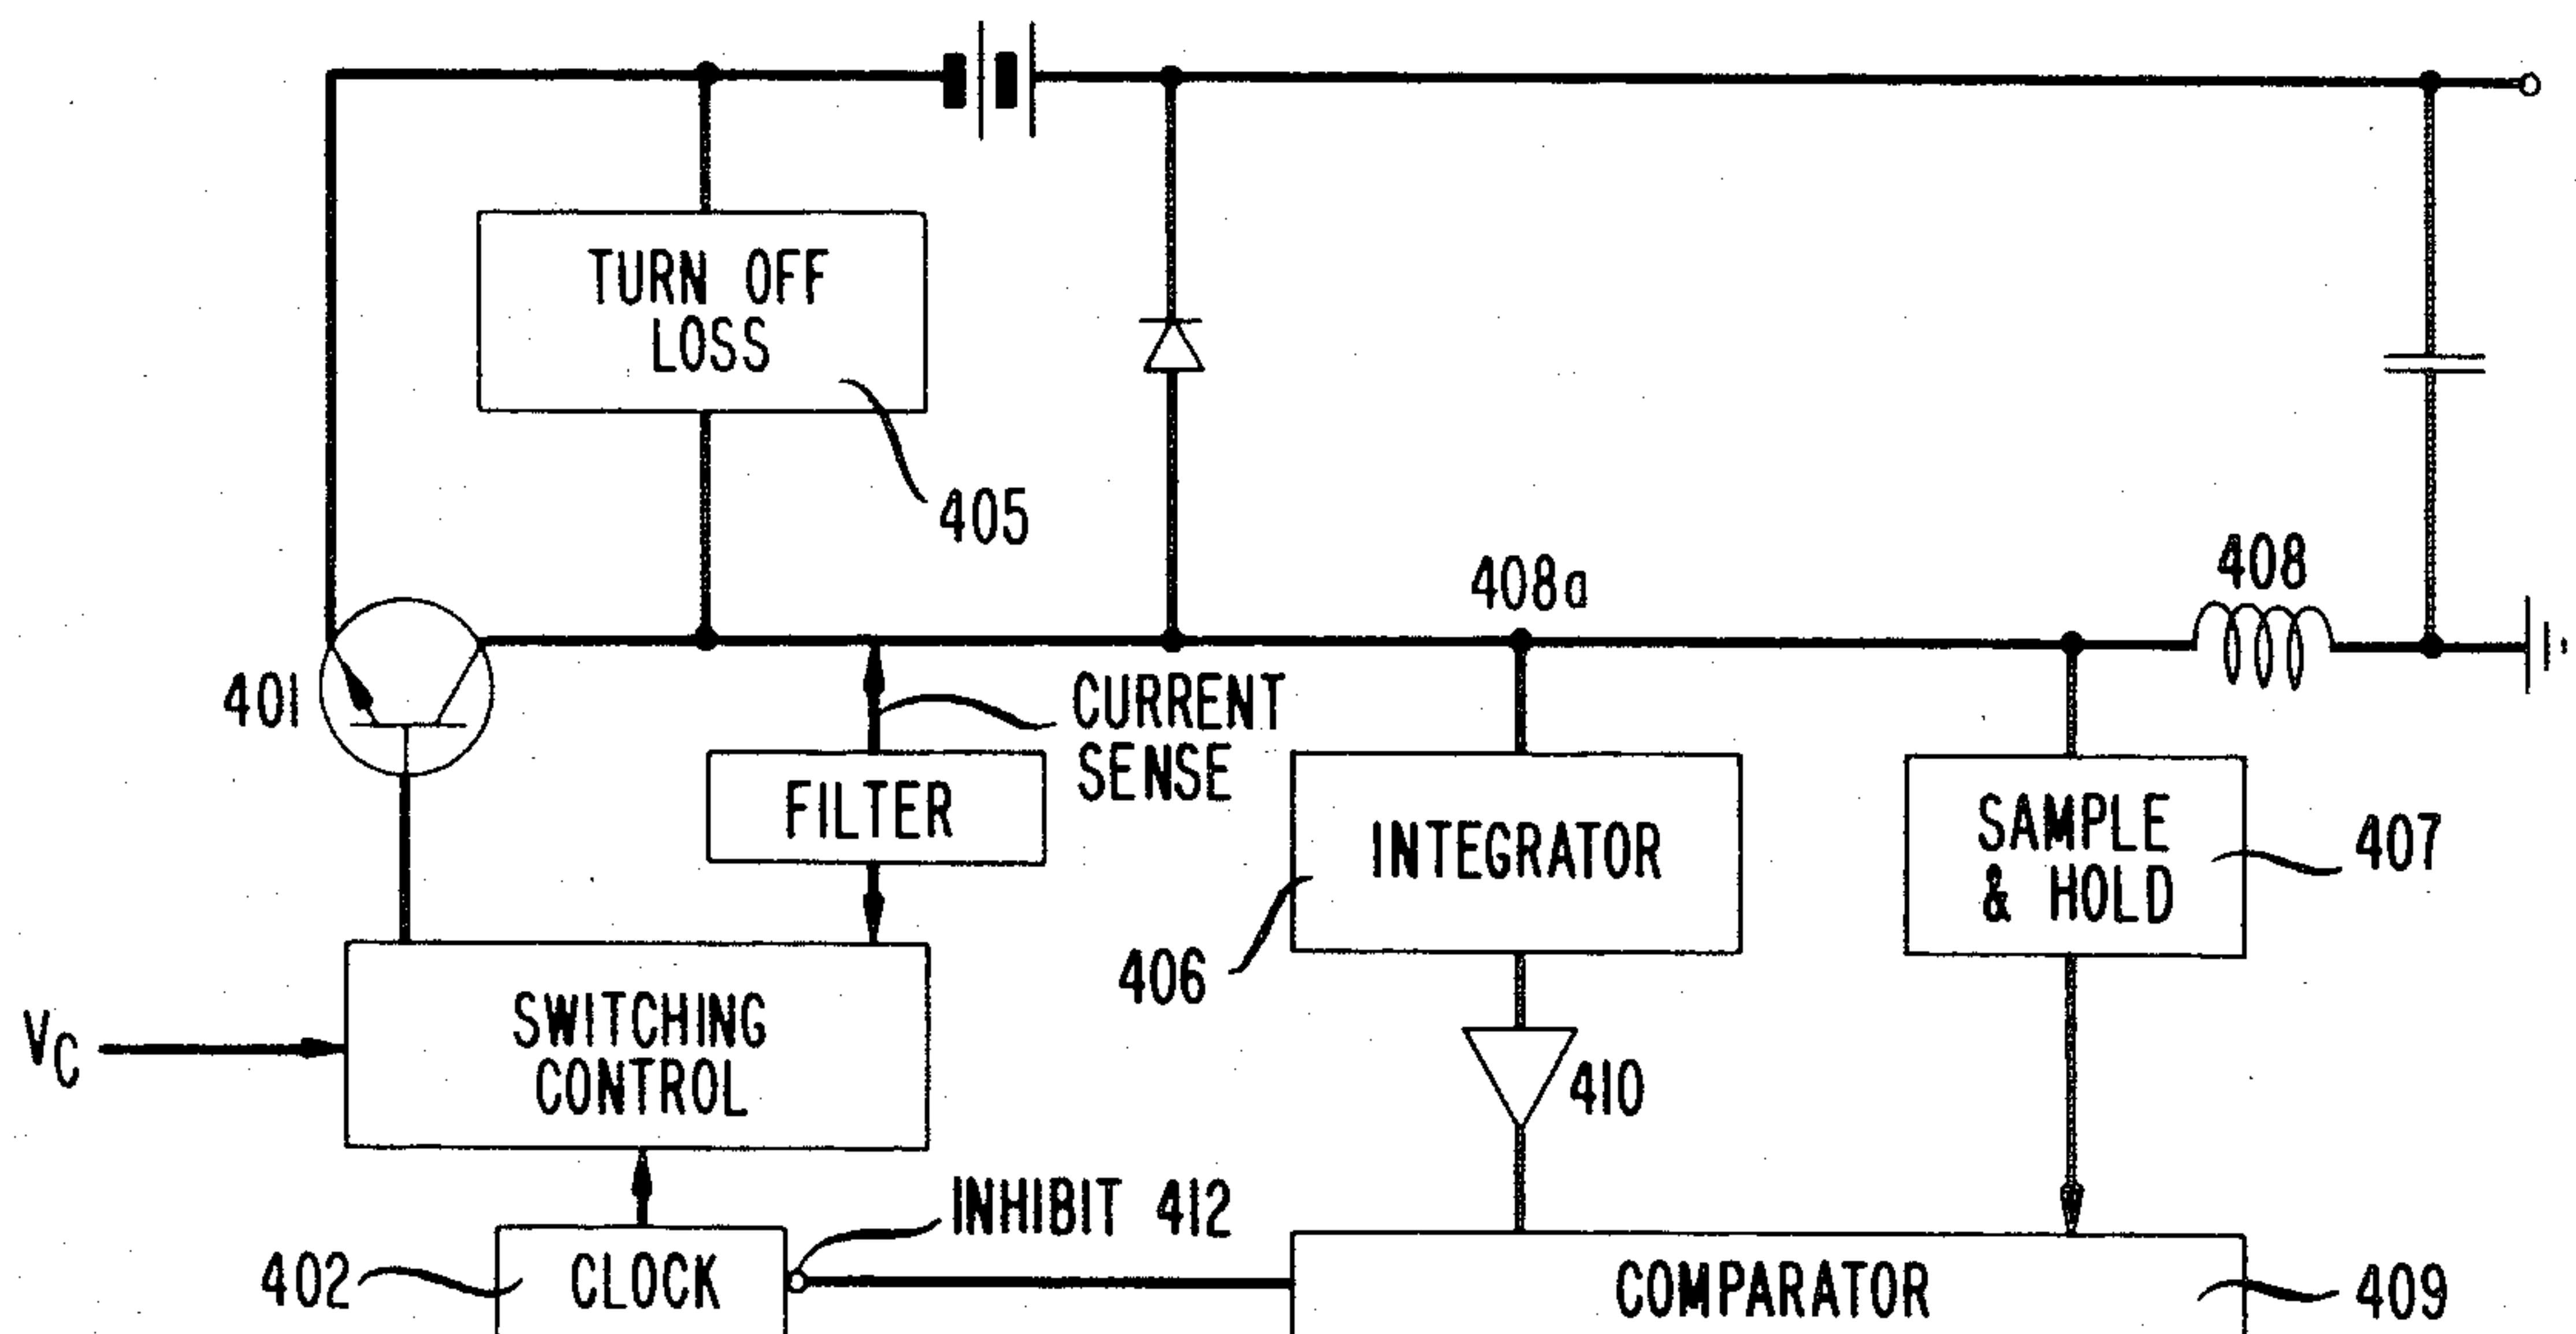 TURN OFF
LOSS
405
408a
408
401
CURRENT
SENSE
FILTER
INTEGRATOR
406
SAMPLE
& HOLD
407
VC
SWITCHING
CONTROL
410
INHIBIT 412
402
CLOCK
COMPARATOR
409